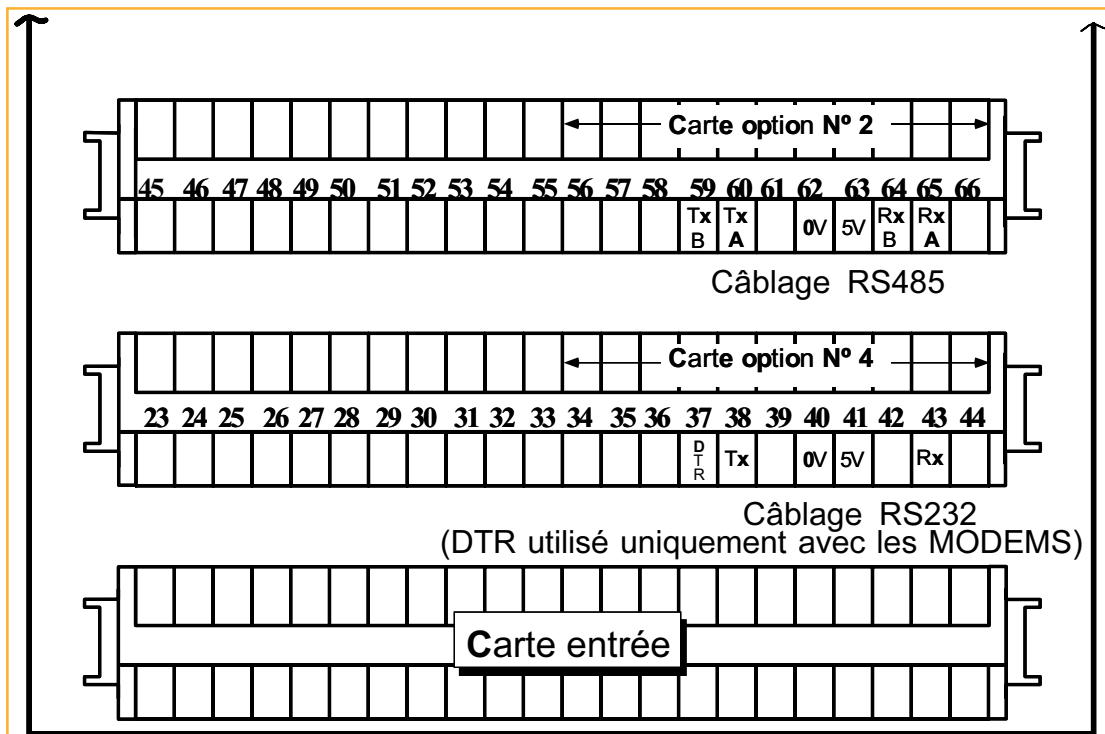 Carte option Nº 2
45 46 47 48 49 50 51 52 53 54 55 56 57 58 59 60 61 62 63 64 65 66
Tx B Tx A 0V 5V Rx B Rx A
Câblage RS485
Carte option Nº 4
23 24 25 26 27 28 29 30 31 32 33 34 35 36 37 38 39 40 41 42 43 44
DTR Tx 0V 5V Rx
Câblage RS232
(DTR utilisé uniquement avec les MODEMS)
Carte entrée